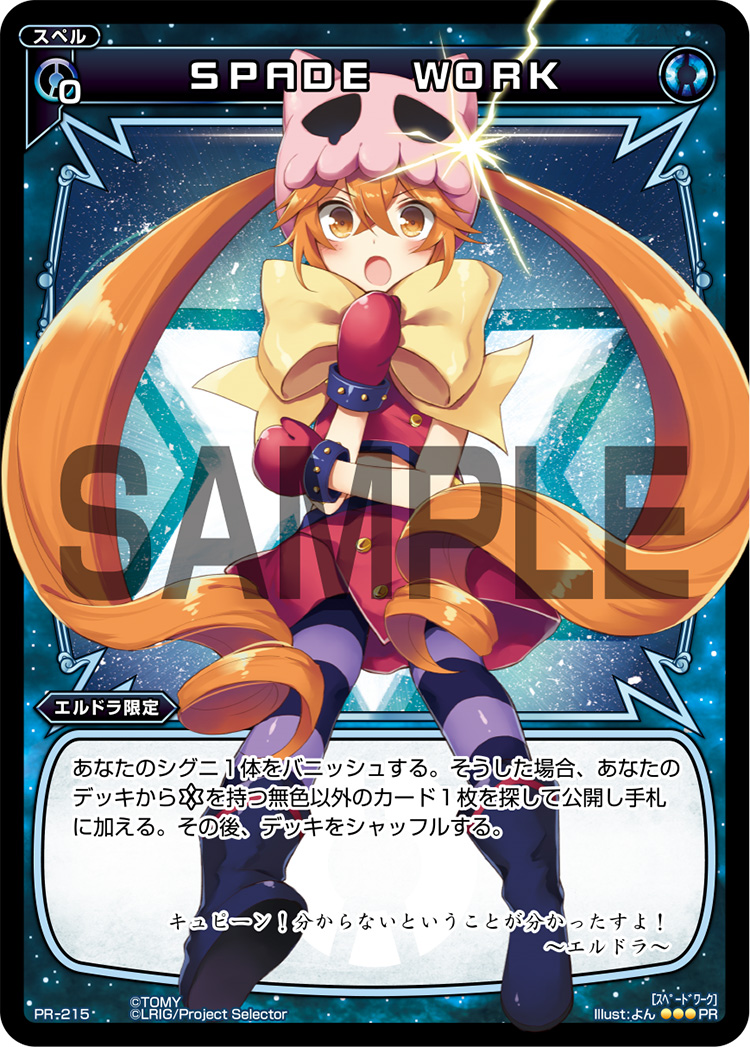 スペル
0
SPADE WORK
SAMPLE
エルドラ限定
あなたのシグニ1体をバニッシュする。そうした場合、あなたの
デッキからを持つ無色以外のカード1枚を探して公開し手札
に加える。その後、デッキをシャッフルする。
キュピーン!分からないということが分かったすよ!
～エルドラ～
[スペードワーク]
PR-215
©TOMY
©LRIG/Project Selector
Illust:よん
PR